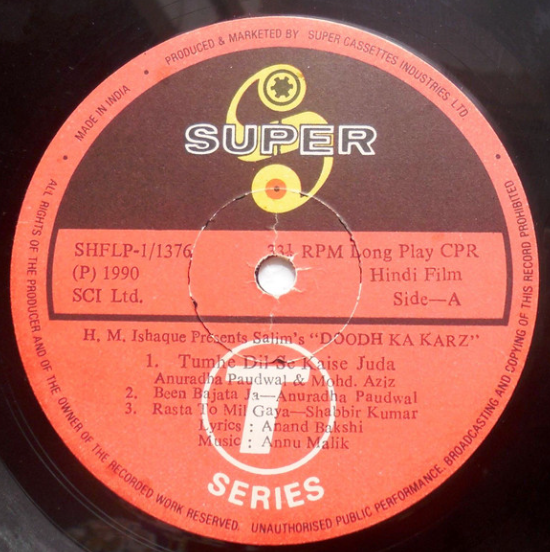 • MADE IN INDIA • PRODUCED & MARKETED BY SUPER CASSETTES INDUSTRIES LTD. •
SUPER
SHFLP-1/1376 33⅓ RPM Long Play CPR
(P) 1990 Hindi Film
SCI Ltd. Side—A
H. M. Ishaque Presents Salim's "DOODH KA KARZ"
1. Tumhe Dil Se Kaise Juda
Anuradha Paudwal & Mohd. Aziz
2. Been Bajata Ja—Anuradha Paudwal
3. Rasta To Mil Gaya—Shabbir Kumar
Lyrics : Anand Bakshi
Music : Annu Malik
T
SERIES
ALL RIGHTS OF THE PRODUCER AND OF THE OWNER OF THE RECORDED WORK RESERVED. UNAUTHORISED PUBLIC PERFORMANCE, BROADCASTING AND COPYING OF THIS RECORD PROHIBITED